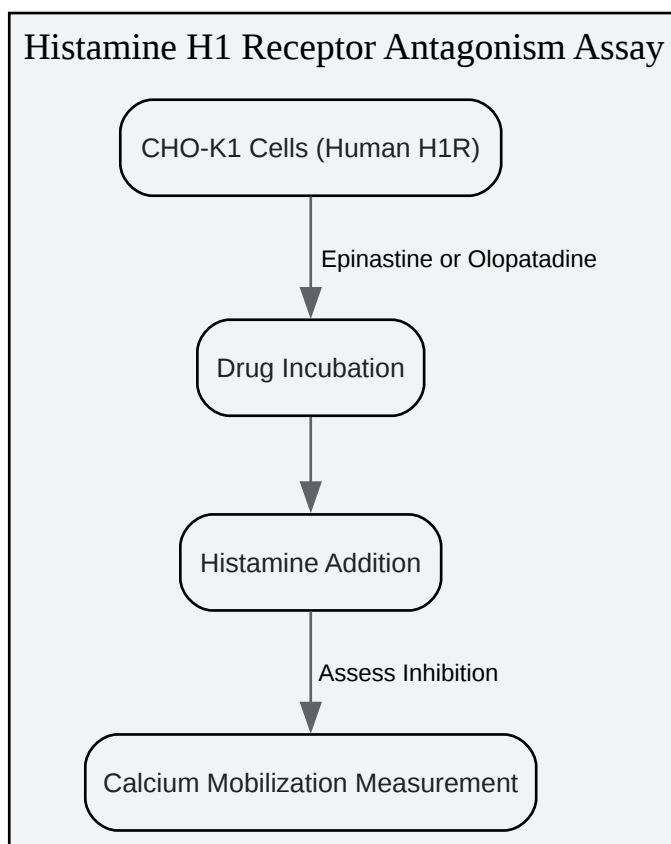 Histamine H1 Receptor Antagonism Assay
CHO-K1 Cells (Human H1R)
Epinastine or Olopatadine
Drug Incubation
Histamine Addition
Assess Inhibition
Calcium Mobilization Measurement